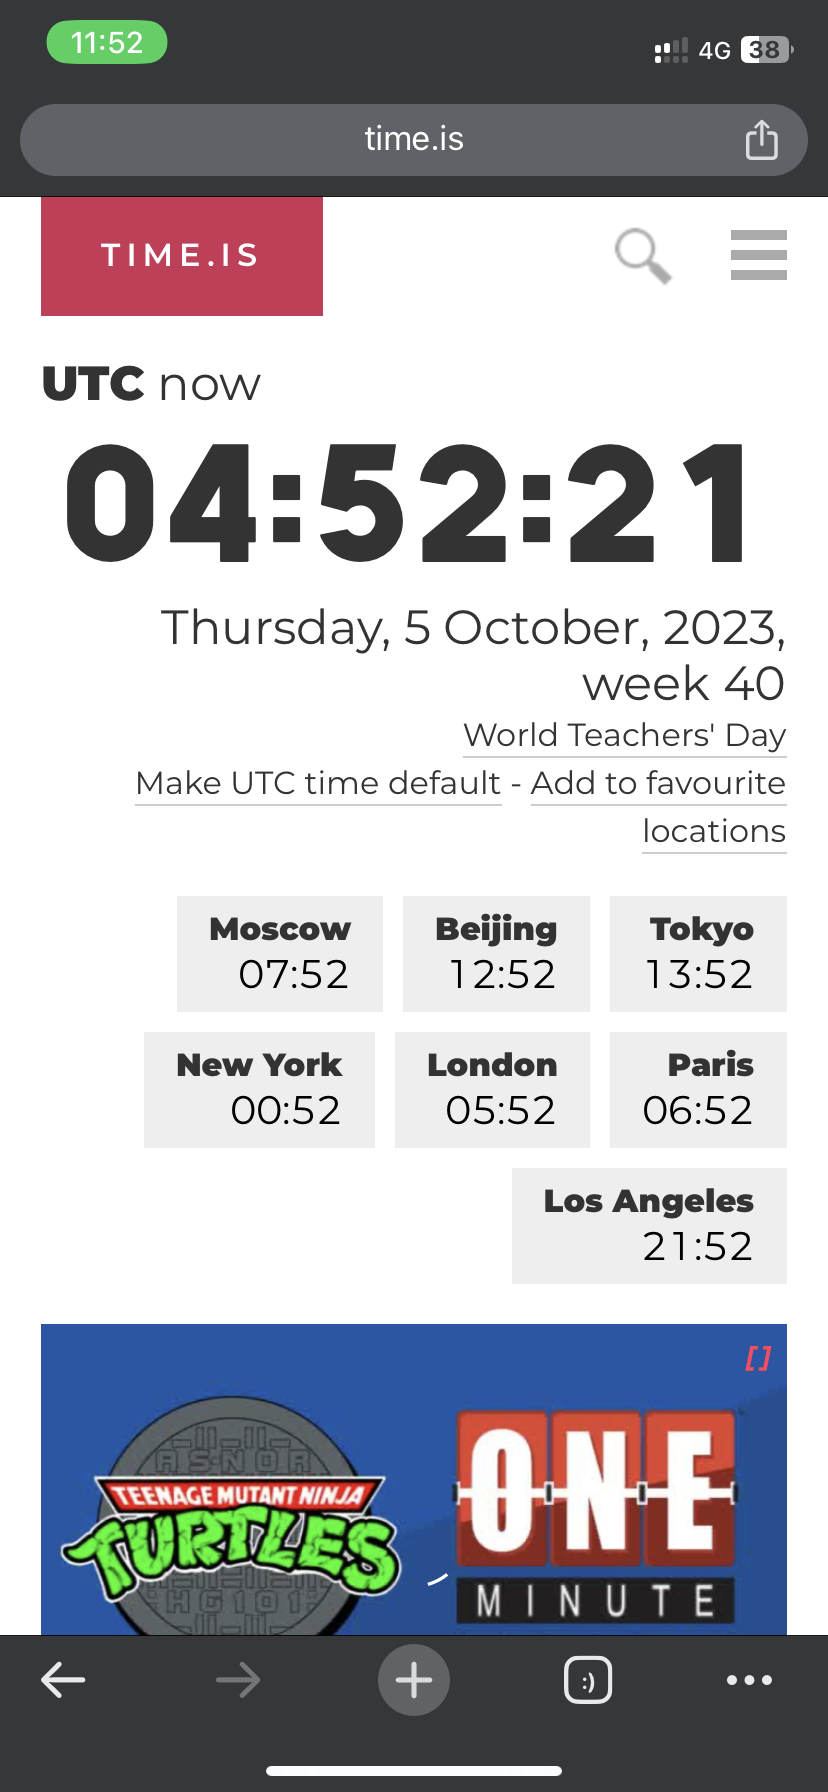 11:52
4G 38
time.is
TIME.IS
UTC now
04:52:21
Thursday, 5 October, 2023,
week 40
World Teachers' Day
Make UTC time default - Add to favourite
locations
Moscow
07:52
Beijing
12:52
Tokyo
13:52
New York
00:52
London
05:52
Paris
06:52
Los Angeles
21:52
[]
ASNOR
TEENAGE MUTANT NINJA
TURTLES
HG101
ONE
MINUTE
:)